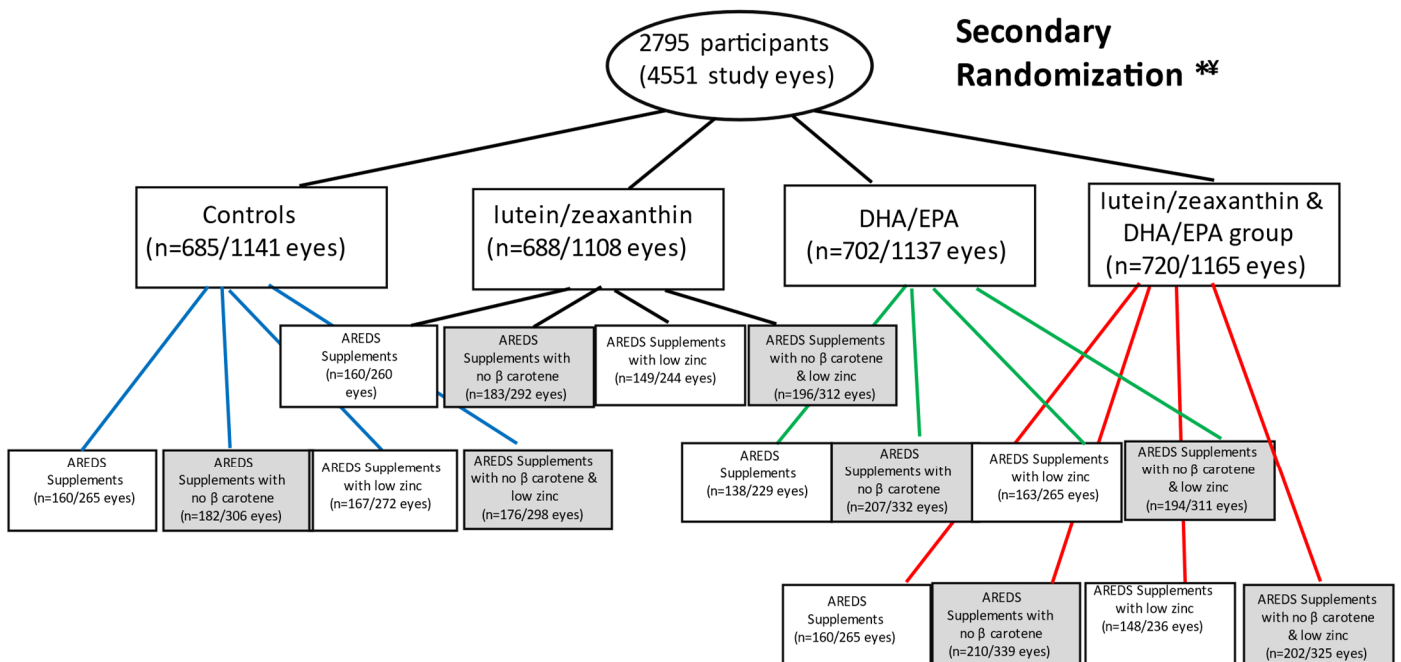 2795 participants
(4551 study eyes)
Secondary
Randomization *¥
Controls
(n=685/1141 eyes)
lutein/zeaxanthin
(n=688/1108 eyes)
DHA/EPA
(n=702/1137 eyes)
lutein/zeaxanthin &
DHA/EPA group
(n=720/1165 eyes)
AREDS
Supplements
(n=160/260
eyes)
AREDS
Supplements with
no β carotene
(n=183/292 eyes)
AREDS Supplements
with low zinc
(n=149/244 eyes)
AREDS Supplements
with no β carotene
& low zinc
(n=196/312 eyes)
AREDS
Supplements
(n=160/265 eyes)
AREDS
Supplements with
no β carotene
(n=182/306 eyes)
AREDS Supplements
with low zinc
(n=167/272 eyes)
AREDS Supplements
with no β carotene &
low zinc
(n=176/298 eyes)
AREDS
Supplements
(n=138/229 eyes)
AREDS
Supplements with
no β carotene
(n=207/332 eyes)
AREDS Supplements
with low zinc
(n=163/265 eyes)
AREDS Supplements
with no β carotene
& low zinc
(n=194/311 eyes)
AREDS
Supplements
(n=160/265 eyes)
AREDS
Supplements with
no β carotene
(n=210/339 eyes)
AREDS Supplements
with low zinc
(n=148/236 eyes)
AREDS Supplements
with no β carotene
& low zinc
(n=202/325 eyes)